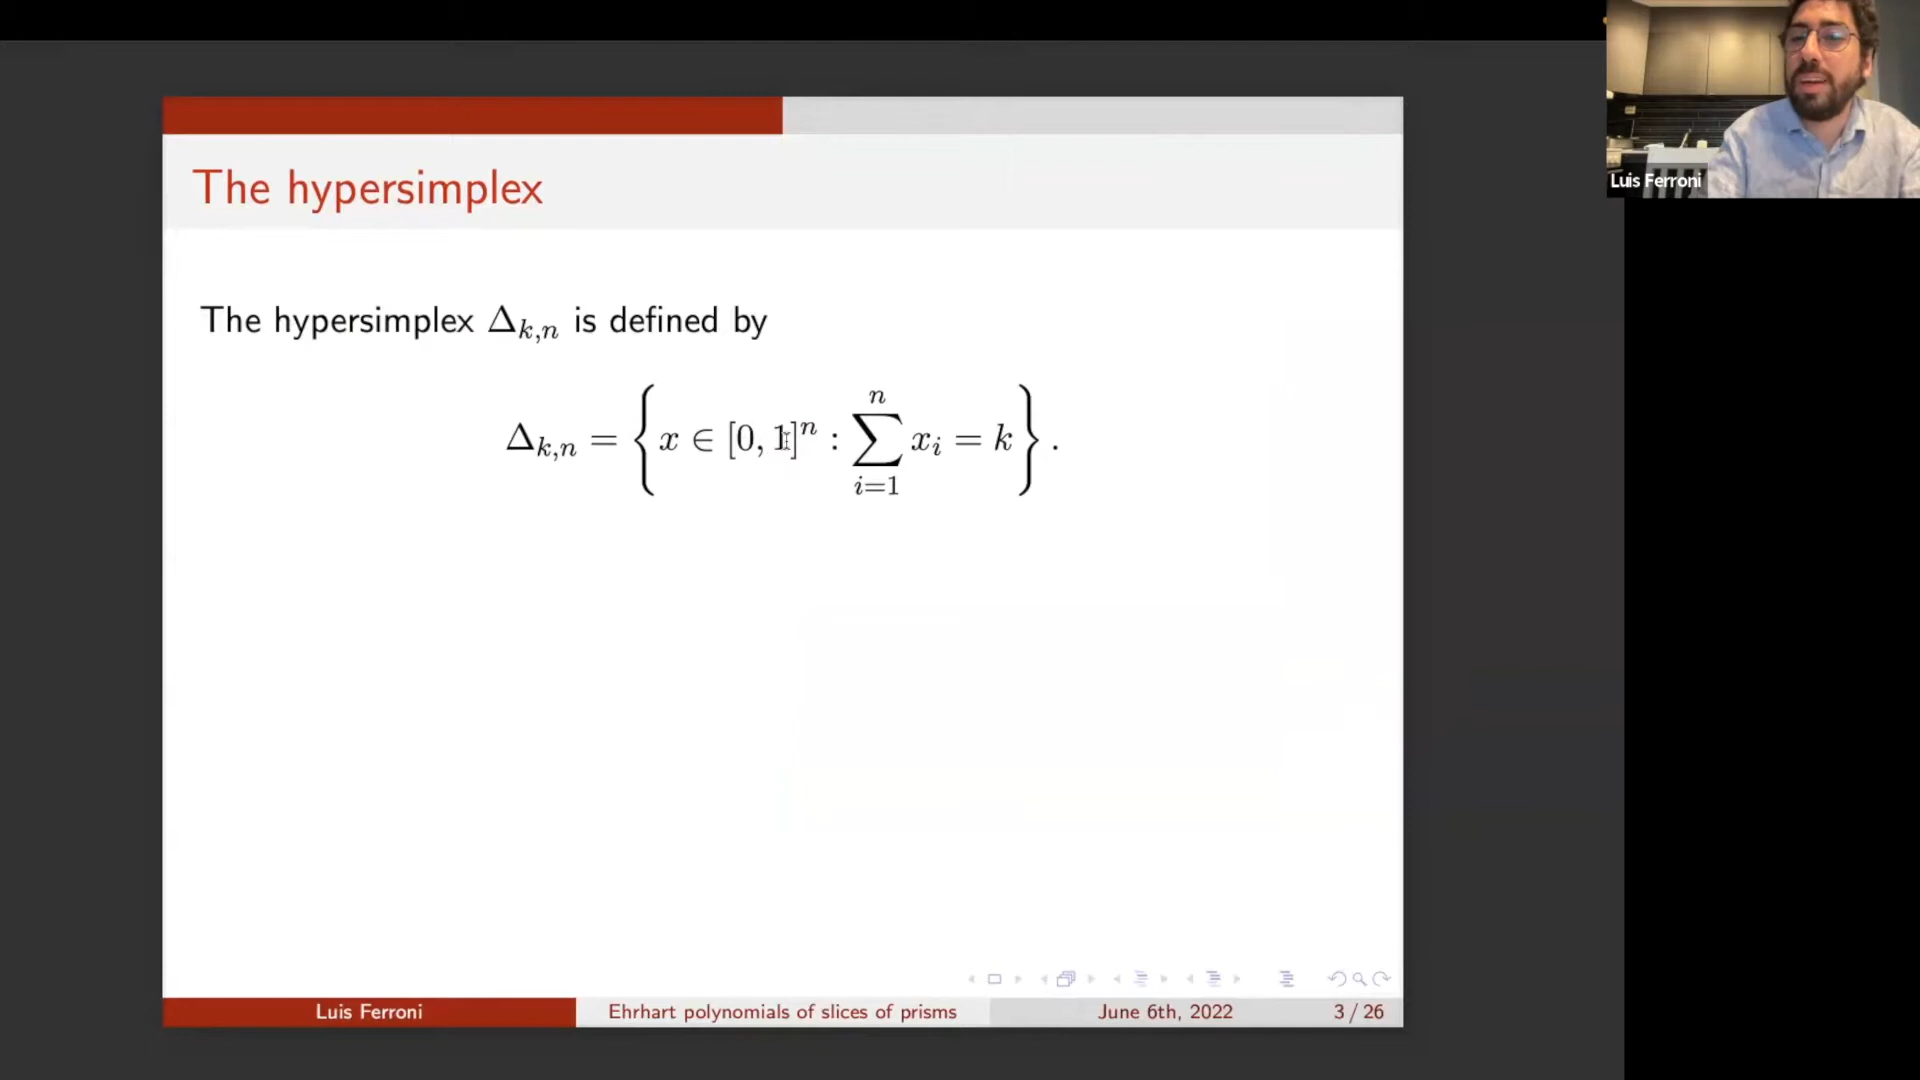 The hypersimplex
The hypersimplex Δ_{k,n} is defined by
Δ_{k,n} = { x ∈ [0, 1]^n : ∑_{i=1}^{n} x_i = k } .
Luis Ferroni
Ehrhart polynomials of slices of prisms
June 6th, 2022
3 / 26
Luis Ferroni